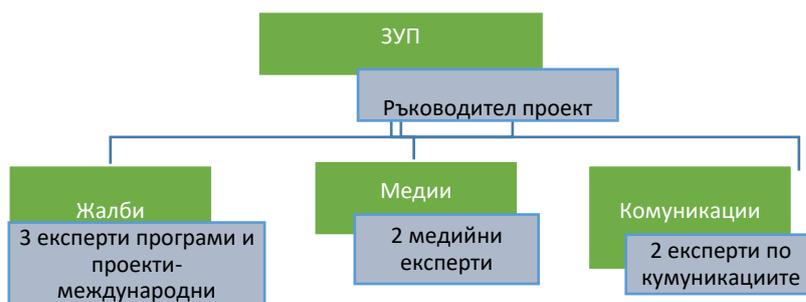 ЗУП
Ръководител проект
Жалби
3 експерти програми и
проекти-
международни
Медии
2 медийни
експерти
Комуникации
2 експерти по
кумуникациите